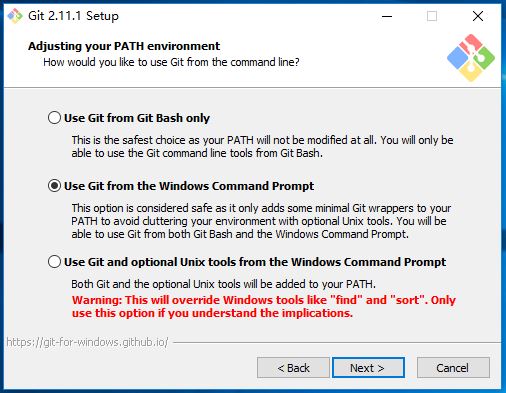 Git 2.11.1 Setup
Adjusting your PATH environment
How would you like to use Git from the command line?
Use Git from Git Bash only
This is the safest choice as your PATH will not be modified at all. You will only be
able to use the Git command line tools from Git Bash.
Use Git from the Windows Command Prompt
This option is considered safe as it only adds some minimal Git wrappers to your
PATH to avoid cluttering your environment with optional Unix tools. You will be
able to use Git from both Git Bash and the Windows Command Prompt.
Use Git and optional Unix tools from the Windows Command Prompt
Both Git and the optional Unix tools will be added to your PATH.
Warning: This will override Windows tools like "find" and "sort". Only
use this option if you understand the implications.
https://git-for-windows.github.io/
< Back
Next >
Cancel